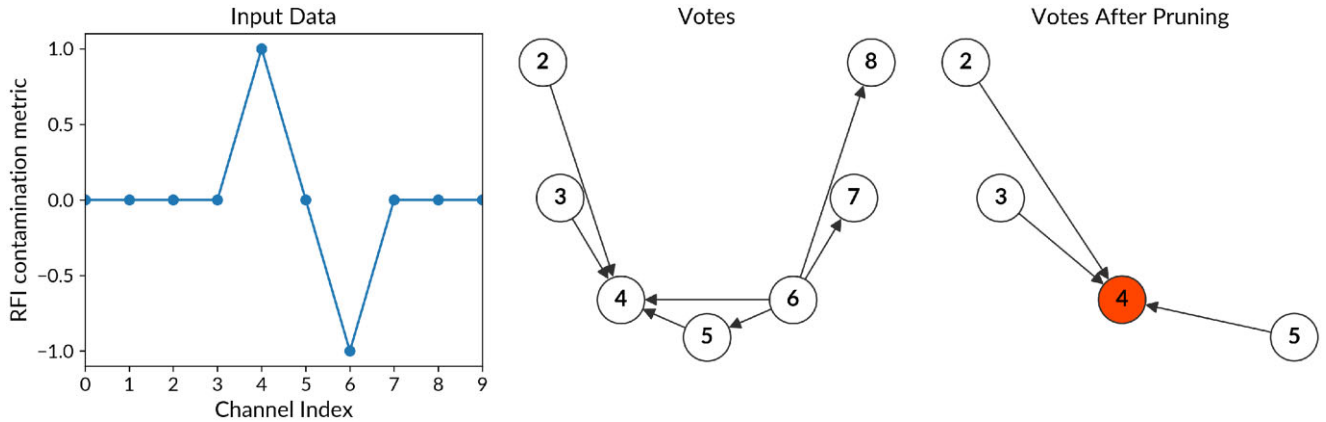 Input Data
RFI contamination metric
1.0
0.5
0.0
−0.5
−1.0
0 1 2 3 4 5 6 7 8 9
Channel Index
Votes
2
8
3
7
4
6
5
Votes After Pruning
2
3
4
5